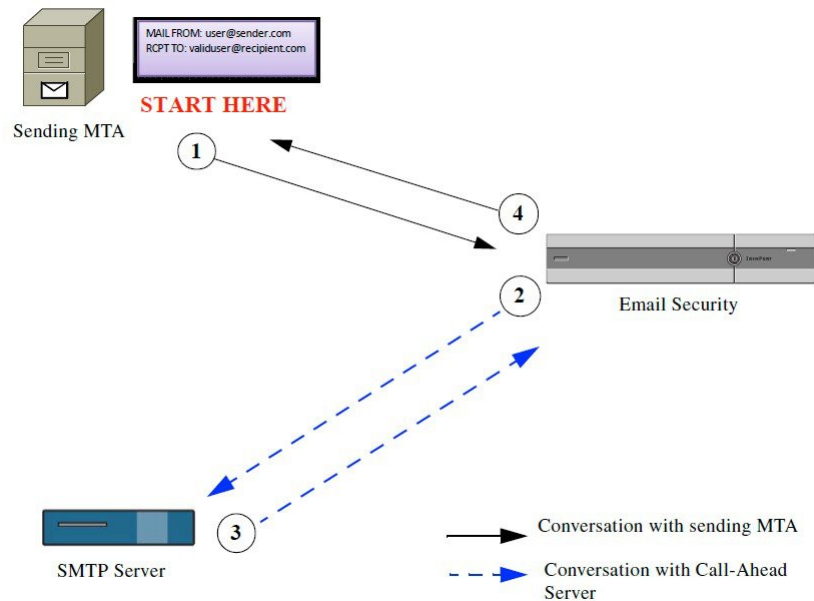 MAIL FROM: user@sender.com
RCPT TO: validuser@recipient.com
START HERE
Sending MTA
1
4
IronPort
2
Email Security
3
SMTP Server
Conversation with sending MTA
Conversation with Call-Ahead
Server